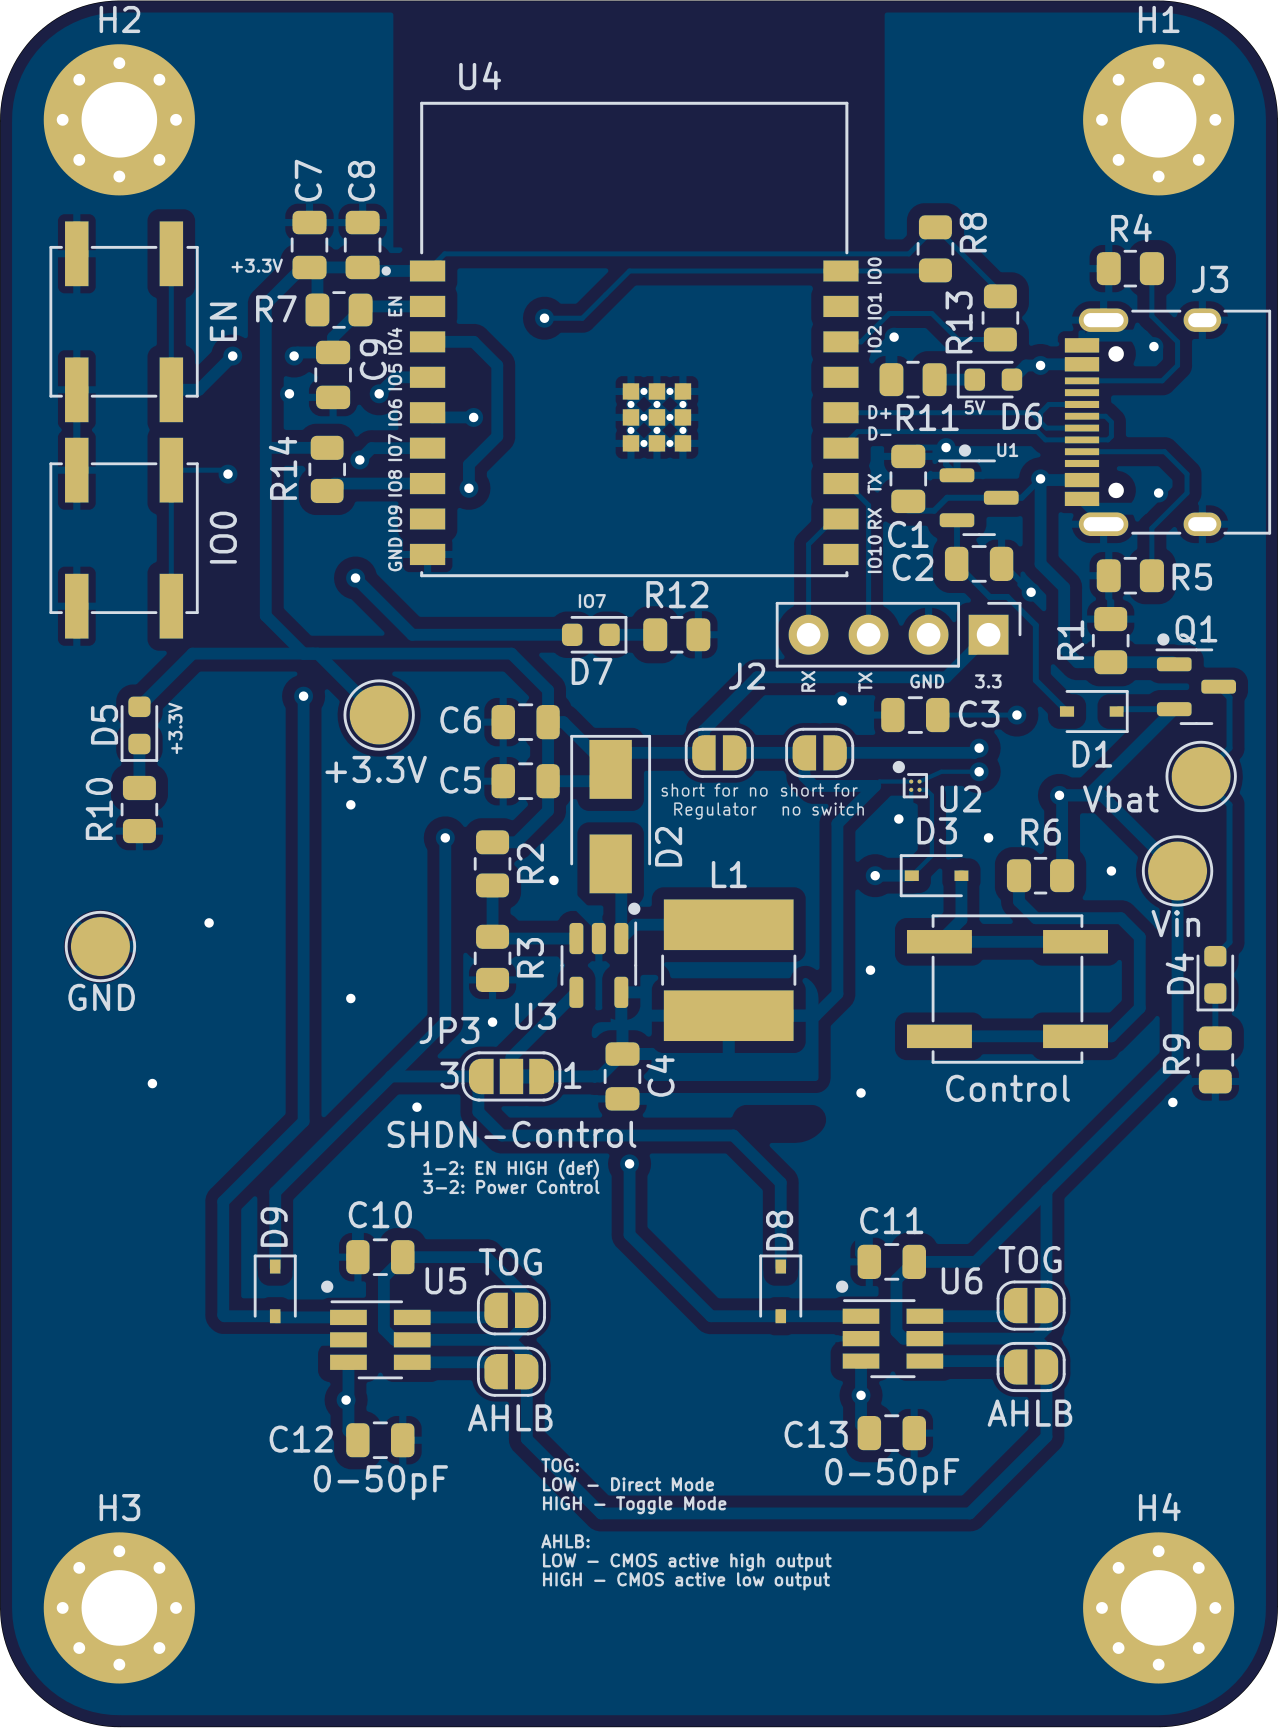 H2
H1
U4
C7
C8
R8
R4
J3
+3.3V
IO0
R7
EN
IO1
R13
EN
IO4
IO2
C9
IO5
5V
D6
IO6
D+
R11
D-
IO7
U1
R14
IO8
TX
IO9
RX
C1
IO0
GND
IO10
C2
R5
IO7
R12
R1
Q1
D7
J2
RX
TX
GND
3.3
D5
+3.3V
C6
C3
+3.3V
D1
C5
short for no
Regulator
short for
no switch
U2
Vbat
R10
D2
D3
R6
R2
L1
Vin
R3
D4
GND
U3
JP3
3
1
C4
R9
Control
SHDN-Control
1-2: EN HIGH (def)
3-2: Power Control
D9
C10
D8
C11
TOG
TOG
U5
U6
AHLB
AHLB
C12
C13
0-50pF
0-50pF
TOG:
LOW - Direct Mode
HIGH - Toggle Mode
AHLB:
LOW - CMOS active high output
HIGH - CMOS active low output
H3
H4